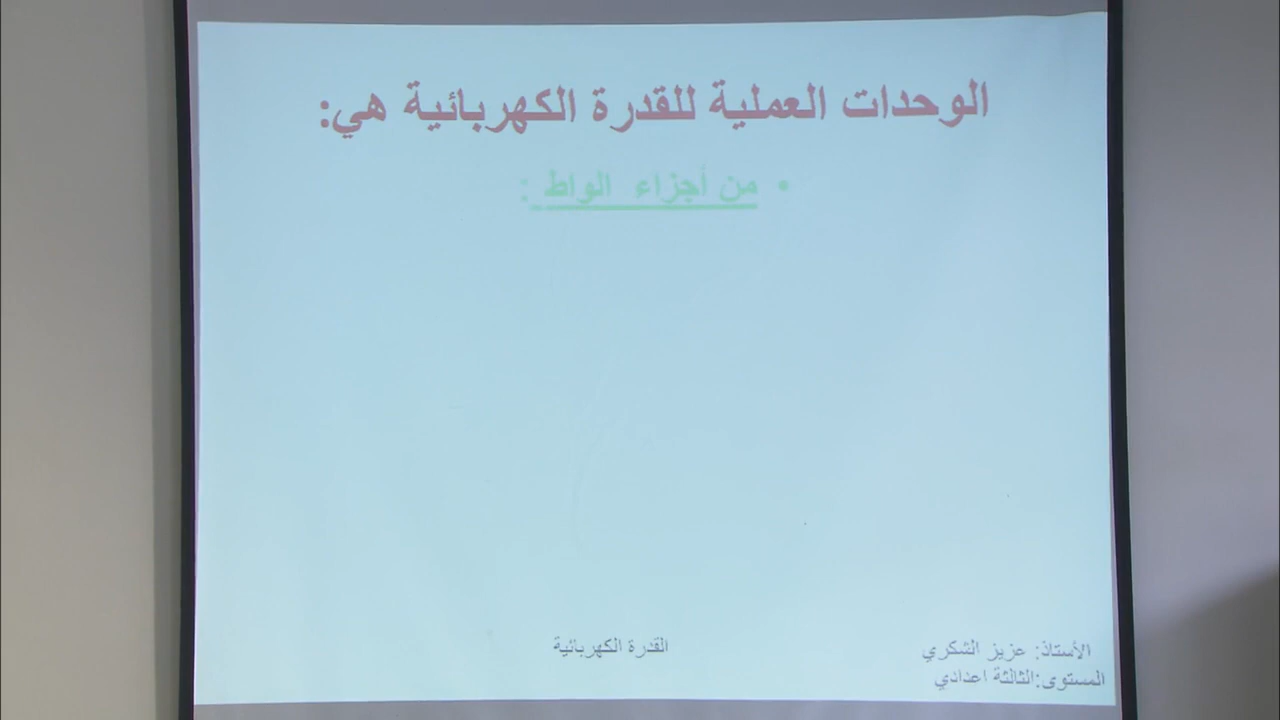 الوحدات العملية للقدرة الكهربائية هي:
• من أجزاء الواط :
القدرة الكهربائية
الأستاذ: عزيز الشكري
المستوى:الثالثة اعدادي